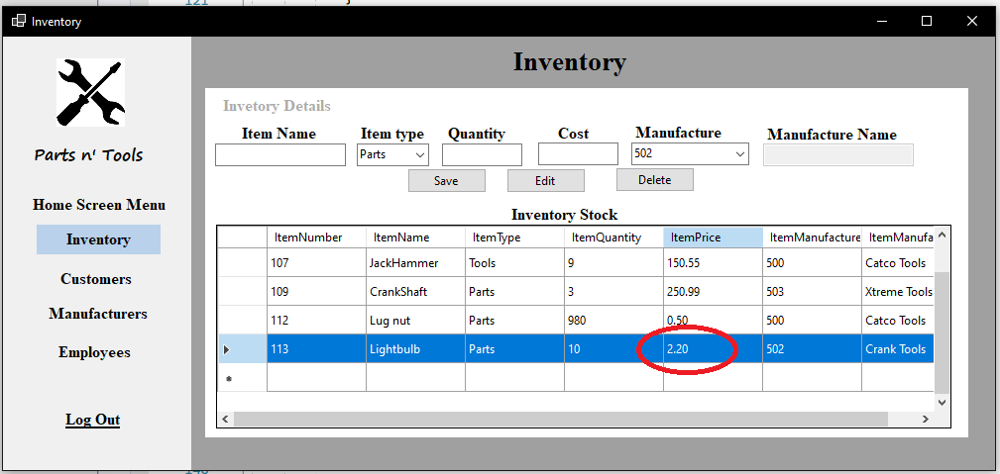 121
Inventory
Parts n' Tools
Home Screen Menu
Inventory
Customers
Manufacturers
Employees
Log Out
Inventory
Invetory Details
Item Name Item type Quantity Cost Manufacture Manufacture Name
Parts 502
Save Edit Delete
Inventory Stock
ItemNumber ItemName ItemType ItemQuantity ItemPrice ItemManufacture ItemManufa
107 JackHammer Tools 9 150.55 500 Catco Tools
109 CrankShaft Parts 3 250.99 503 Xtreme Tools
112 Lug nut Parts 980 0.50 500 Catco Tools
113 Lightbulb Parts 10 2.20 502 Crank Tools